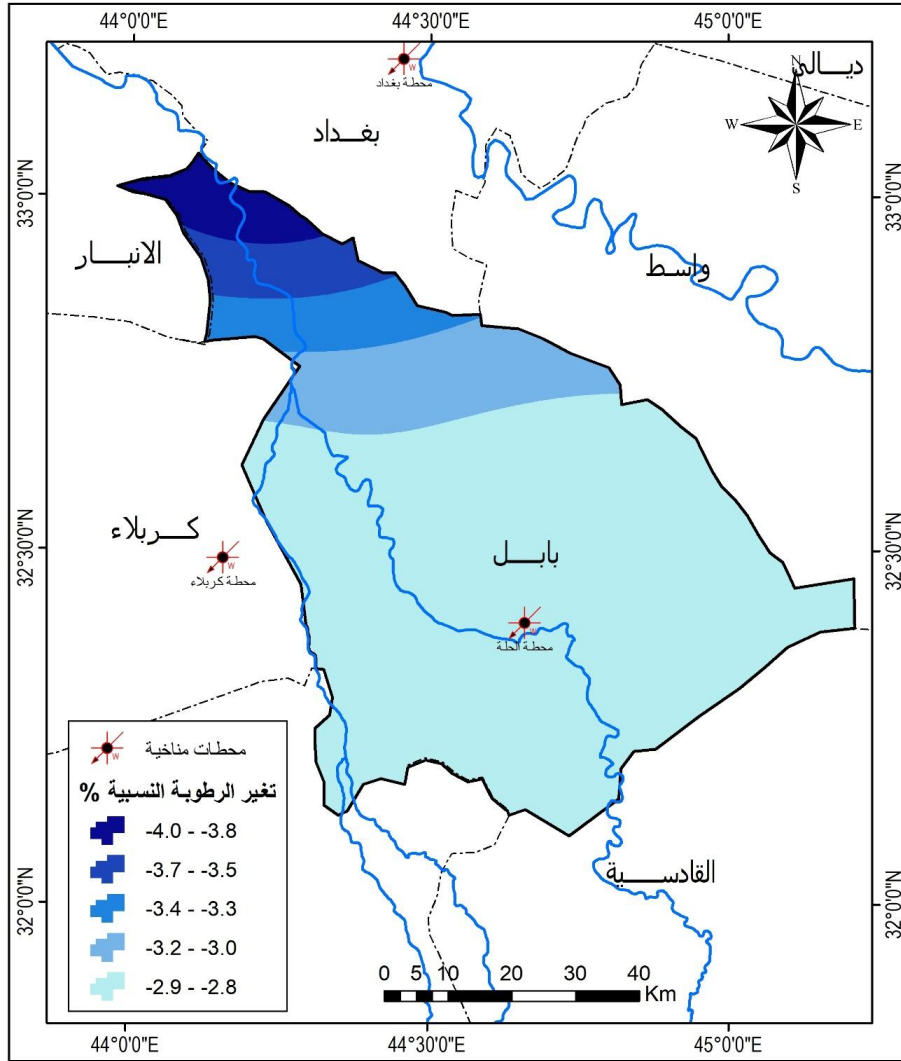 44°0'0"E
44°30'0"E
45°0'0"E
ديـــالى
N
W
E
S
W
محطة بغداد
بغـداد
33°0'0"N
33°0'0"N
الانبـــار
واسـط
كـــربلاء
W
محطة كربلاء
بابـــل
W
محطة الحلة
32°30'0"N
32°30'0"N
W
محطات مناخية
تغير الرطوبة النسبية %
-4.0 - -3.8
-3.7 - -3.5
-3.4 - -3.3
-3.2 - -3.0
-2.9 - -2.8
القادســـية
32°0'0"N
32°0'0"N
0 5 10 20 30 40
Km
44°0'0"E
44°30'0"E
45°0'0"E